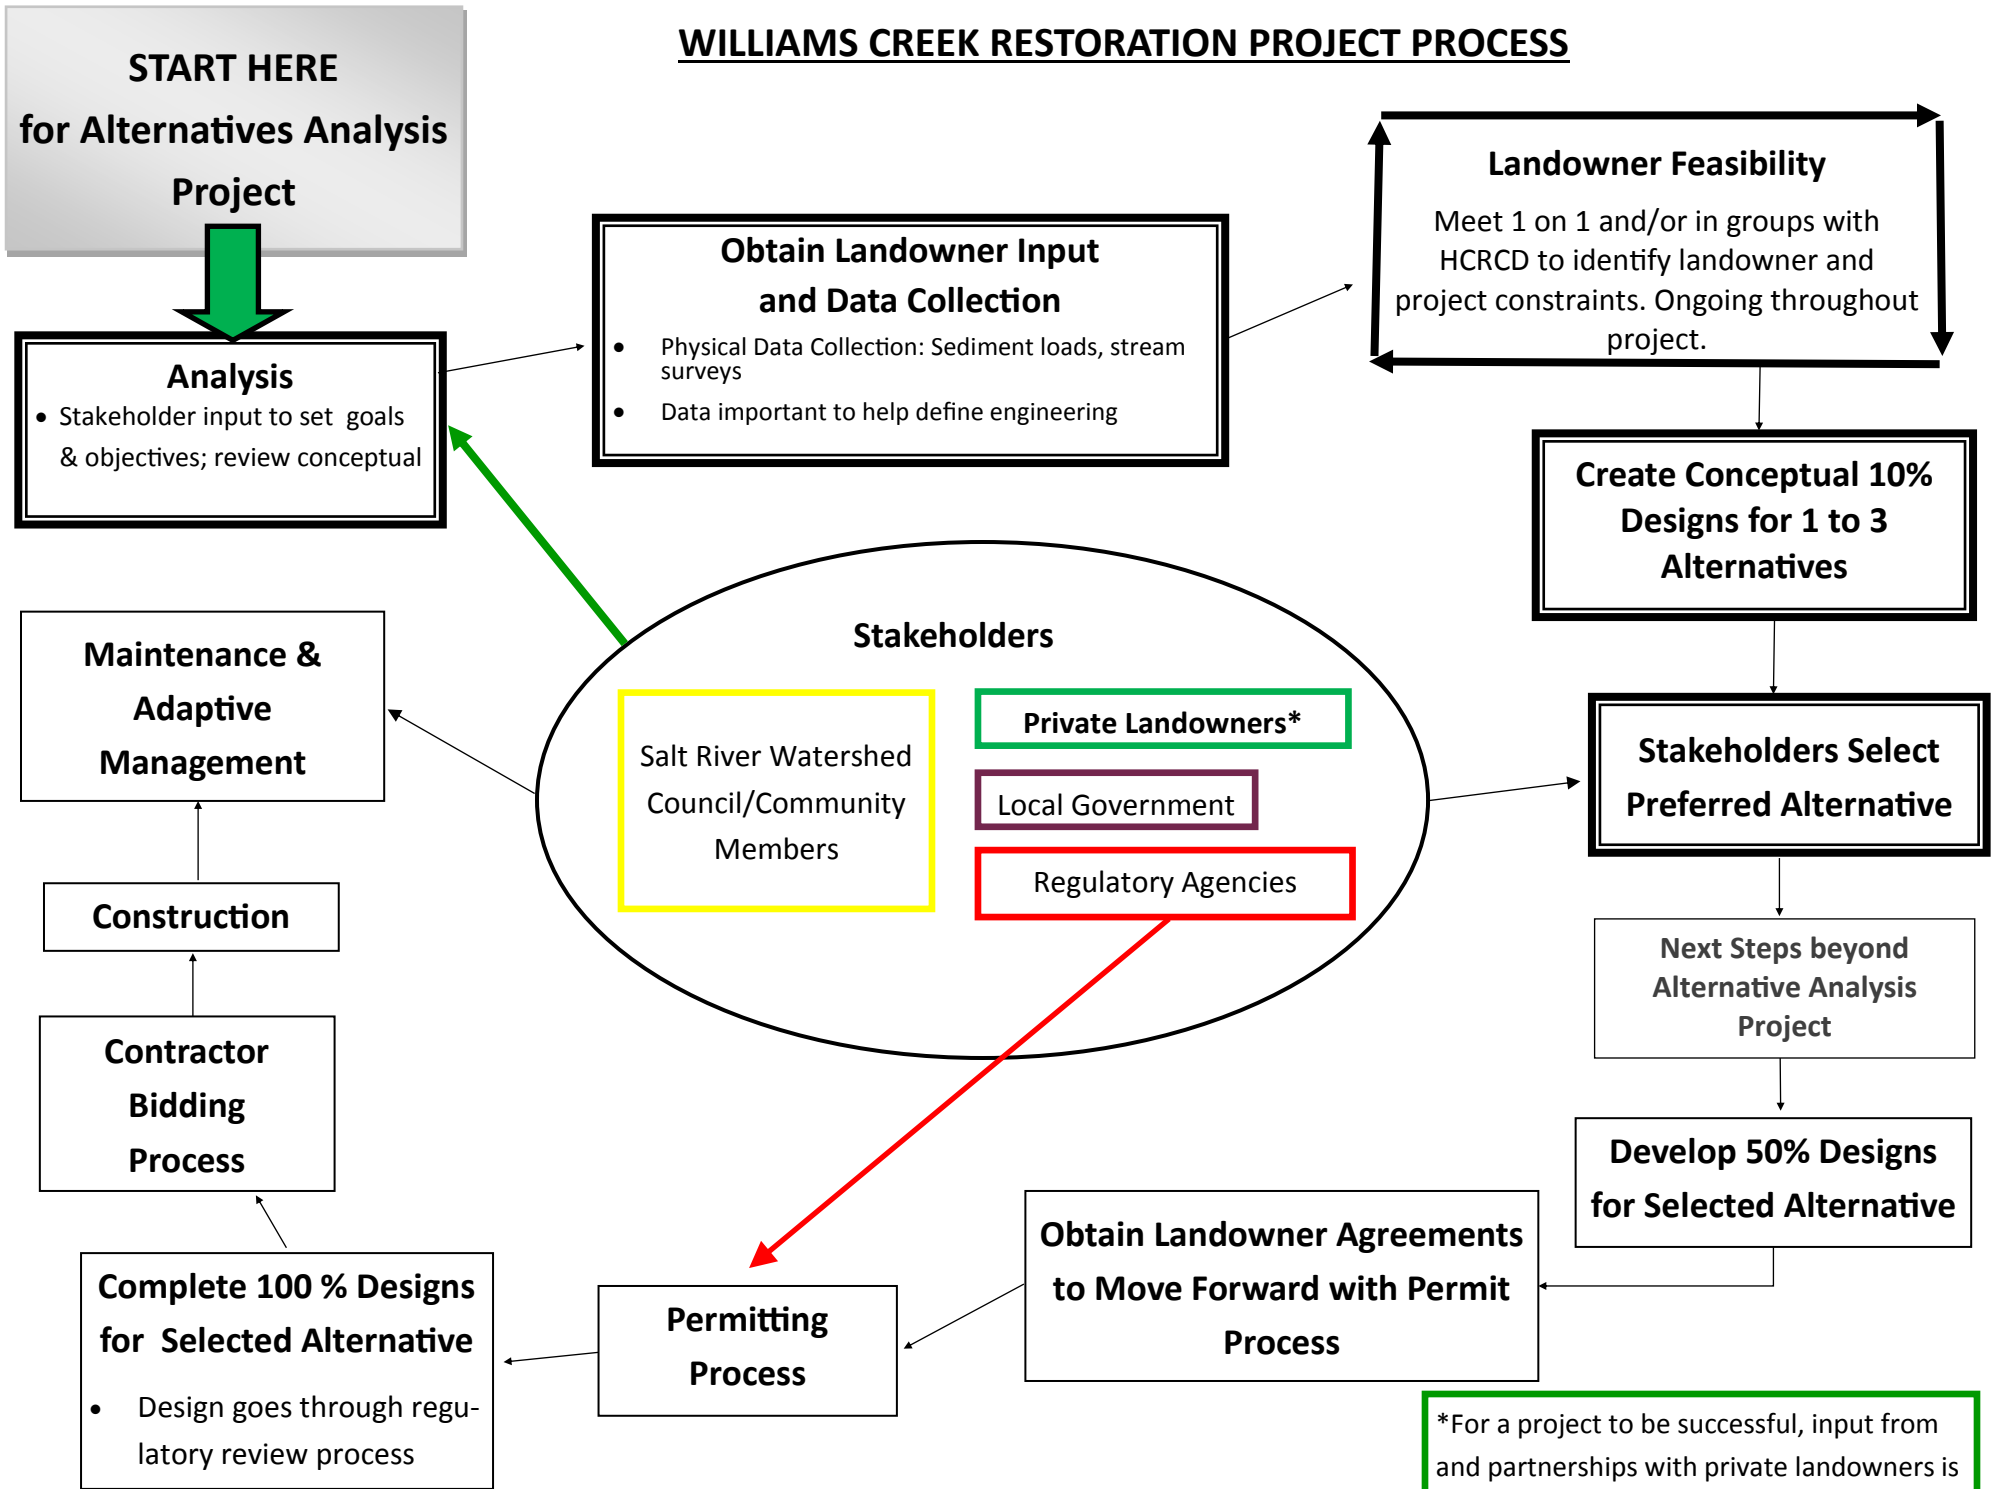 WILLIAMS CREEK RESTORATION PROJECT PROCESS
START HERE
for Alternatives Analysis
Project
Analysis
• Stakeholder input to set goals
& objectives; review conceptual
Obtain Landowner Input
and Data Collection
• Physical Data Collection: Sediment loads, stream
surveys
• Data important to help define engineering
Landowner Feasibility
Meet 1 on 1 and/or in groups with
HCRCD to identify landowner and
project constraints. Ongoing throughout
project.
Create Conceptual 10%
Designs for 1 to 3
Alternatives
Stakeholders Select
Preferred Alternative
Next Steps beyond
Alternative Analysis
Project
Develop 50% Designs
for Selected Alternative
Obtain Landowner Agreements
to Move Forward with Permit
Process
Permitting
Process
Complete 100 % Designs
for Selected Alternative
• Design goes through regu-
latory review process
Contractor
Bidding
Process
Construction
Maintenance &
Adaptive
Management
Stakeholders
Salt River Watershed
Council/Community
Members
Private Landowners*
Local Government
Regulatory Agencies
*For a project to be successful, input from
and partnerships with private landowners is